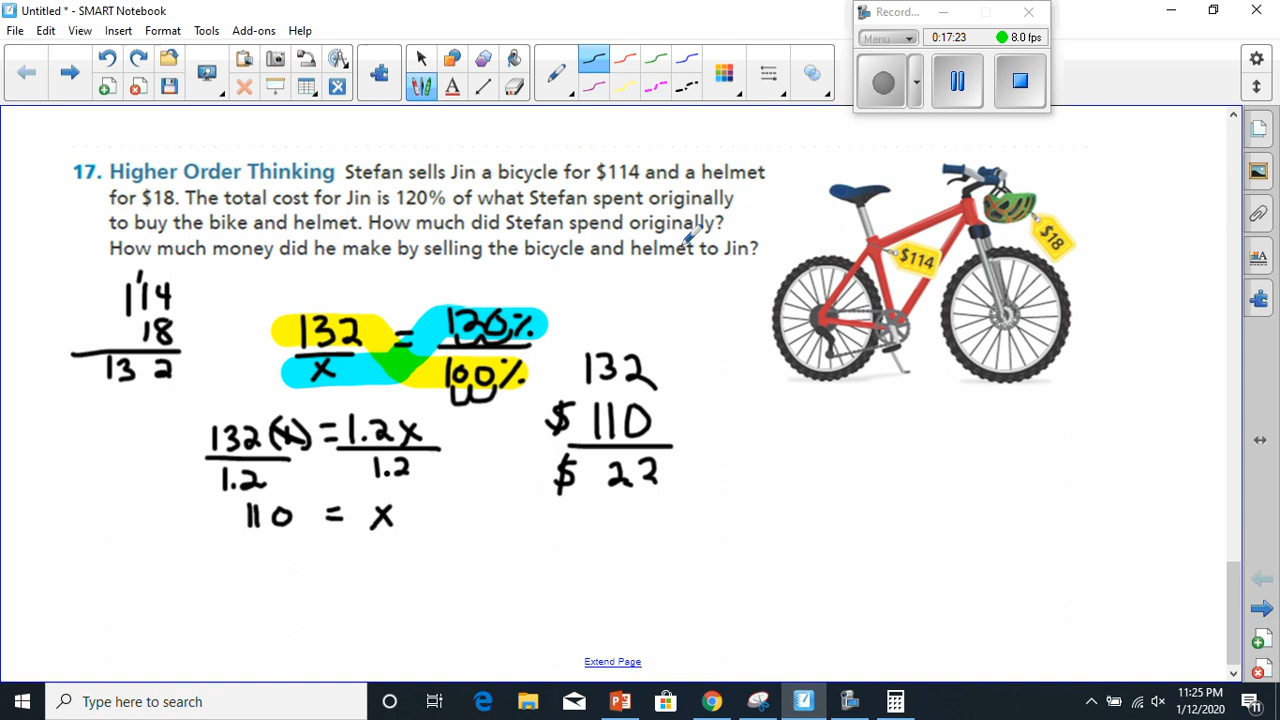 Untitled * - SMART Notebook
File Edit View Insert Format Tools Add-ons Help
Record...
Menu
0:17:23
8.0 fps
17. Higher Order Thinking Stefan sells Jin a bicycle for $114 and a helmet
for $18. The total cost for Jin is 120% of what Stefan spent originally
to buy the bike and helmet. How much did Stefan spend originally?
How much money did he make by selling the bicycle and helmet to Jin?
$114
$18
1
114
18
132
132 = 120%
x 100%
132(1) = 1.2x
1.2 1.2
110 = x
132
$ 110
$ 22
Extend Page
Type here to search
11:25 PM
1/12/2020
11